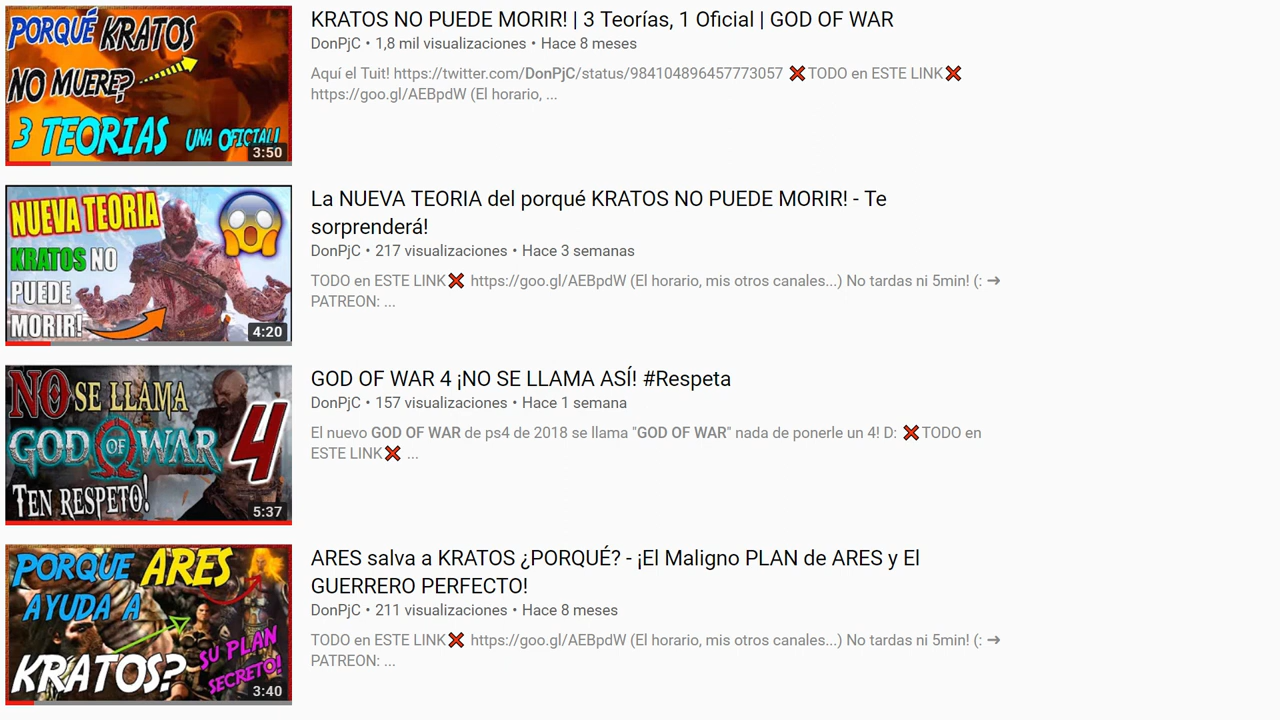 PORQUÉ KRATOS
NO MUERE?
3 TEORIAS UNA OFICIAL!
3:50
KRATOS NO PUEDE MORIR! | 3 Teorías, 1 Oficial | GOD OF WAR
DonPjC • 1,8 mil visualizaciones • Hace 8 meses
Aquí el Tuit! https://twitter.com/DonPjC/status/984104896457773057 ❌TODO en ESTE LINK❌
https://goo.gl/AEBpdW (El horario, ...
NUEVA TEORIA
KRATOS NO
PUEDE
MORIR!
4:20
La NUEVA TEORIA del porqué KRATOS NO PUEDE MORIR! - Te
sorprenderá!
DonPjC • 217 visualizaciones • Hace 3 semanas
TODO en ESTE LINK❌ https://goo.gl/AEBpdW (El horario, mis otros canales...) No tardas ni 5min! (: ➜
PATREON: ...
NO SE LLAMA
GOD OF WAR 4
TEN RESPETO!
5:37
GOD OF WAR 4 ¡NO SE LLAMA ASÍ! #Respeta
DonPjC • 157 visualizaciones • Hace 1 semana
El nuevo GOD OF WAR de ps4 de 2018 se llama "GOD OF WAR" nada de ponerle un 4! D: ❌TODO en
ESTE LINK❌ ...
PORQUE ARES
AYUDA A
KRATOS?
SU PLAN
SECRETO!
3:40
ARES salva a KRATOS ¿PORQUÉ? - ¡El Maligno PLAN de ARES y El
GUERRERO PERFECTO!
DonPjC • 211 visualizaciones • Hace 8 meses
TODO en ESTE LINK❌ https://goo.gl/AEBpdW (El horario, mis otros canales...) No tardas ni 5min! (: ➜
PATREON: ...